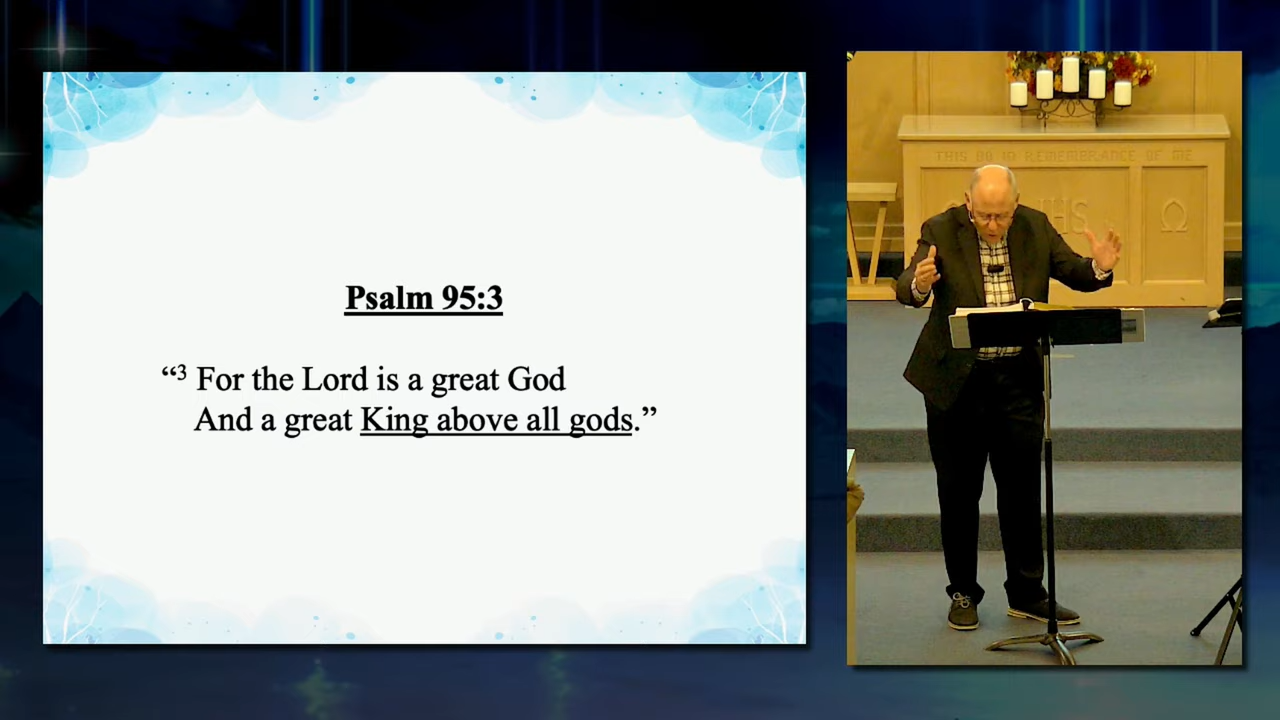 Psalm 95:3
“3 For the Lord is a great God
And a great King above all gods.”
THIS DO IN REMEMBRANCE OF ME
IHS
Ω